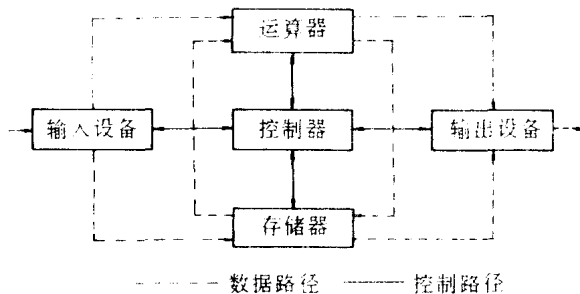 运算器
输入设备
控制器
输出设备
存储器
数据路径
控制路径